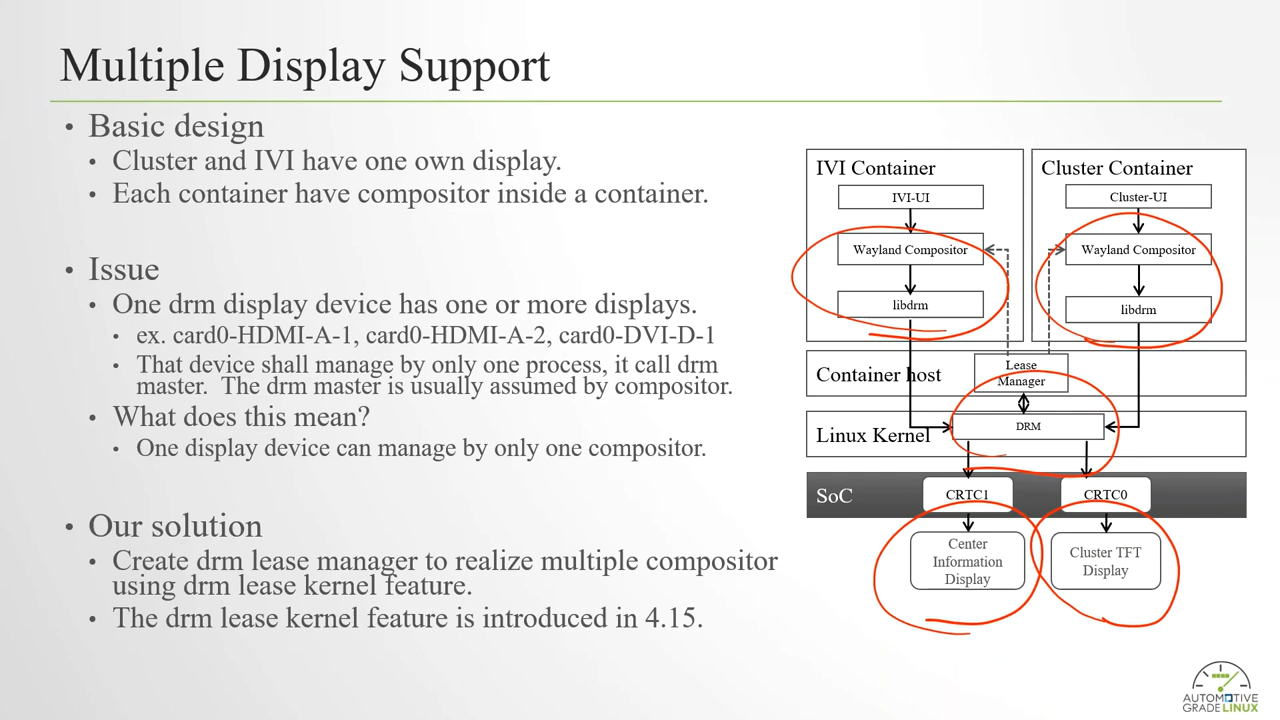 Multiple Display Support
• Basic design
• Cluster and IVI have one own display.
• Each container have compositor inside a container.
• Issue
• One drm display device has one or more displays.
• ex. card0-HDMI-A-1, card0-HDMI-A-2, card0-DVI-D-1
• That device shall manage by only one process, it call drm
master. The drm master is usually assumed by compositor.
• What does this mean?
• One display device can manage by only one compositor.
• Our solution
• Create drm lease manager to realize multiple compositor
using drm lease kernel feature.
• The drm lease kernel feature is introduced in 4.15.
IVI Container
IVI-UI
Wayland Compositor
libdrm
Cluster Container
Cluster-UI
Wayland Compositor
libdrm
Container host
Lease
Manager
Linux Kernel
DRM
SoC
CRTC1
CRTC0
Center
Information
Display
Cluster TFT
Display
AUTOMOTIVE
GRADE LINUX